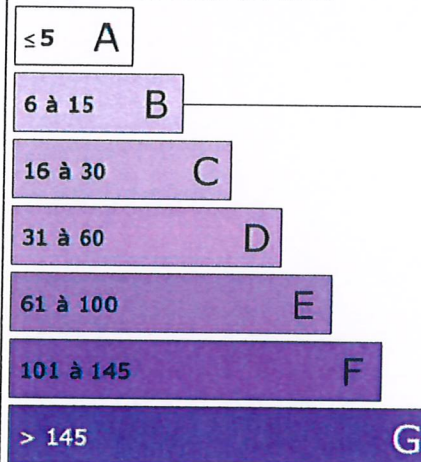 ≤5 A
6 à 15 B
16 à 30 C
31 à 60 D
61 à 100 E
101 à 145 F
> 145 G